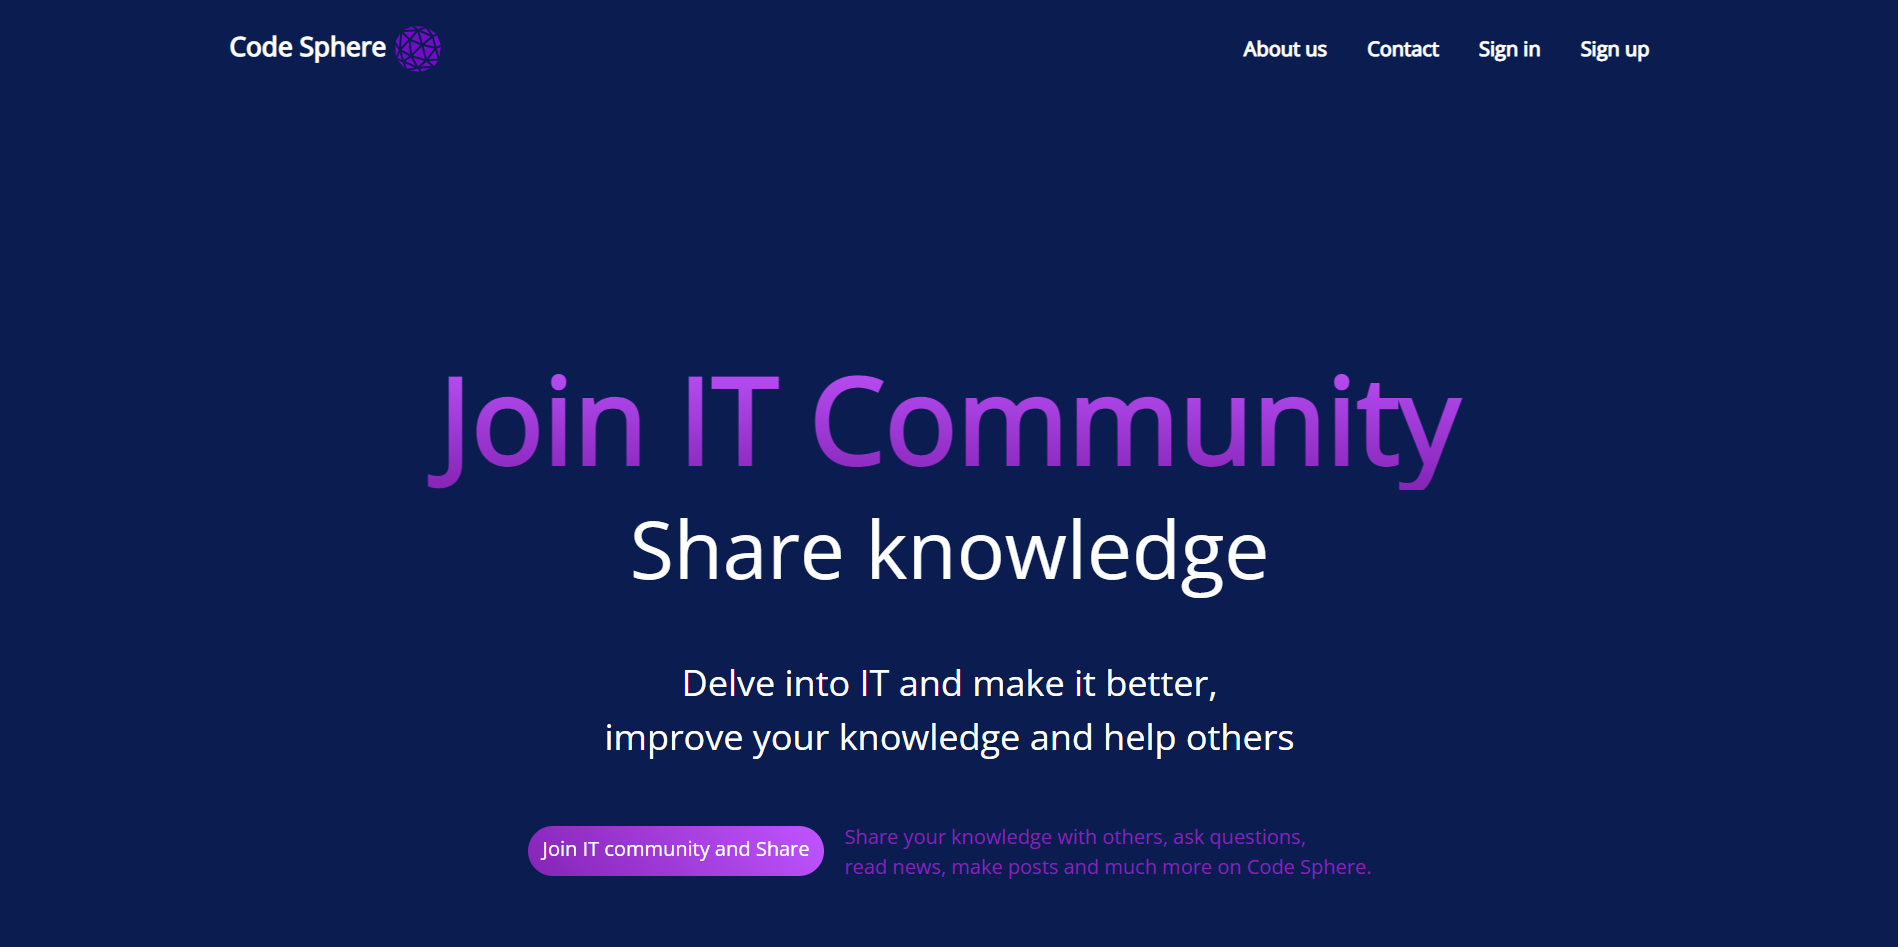 Code Sphere
About us
Contact
Sign in
Sign up
Join IT Community
Share knowledge
Delve into IT and make it better,
improve your knowledge and help others
Join IT community and Share
Share your knowledge with others, ask questions,
read news, make posts and much more on Code Sphere.